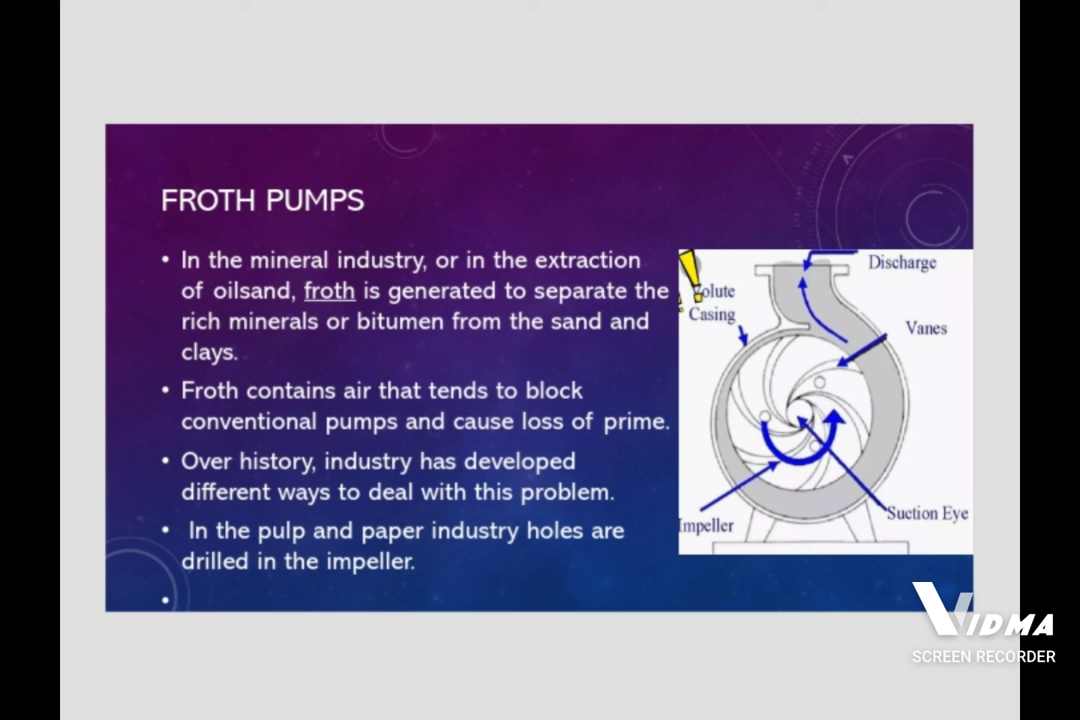 FROTH PUMPS
• In the mineral industry, or in the extraction
of oilsand, froth is generated to separate the
rich minerals or bitumen from the sand and
clays.
• Froth contains air that tends to block
conventional pumps and cause loss of prime.
• Over history, industry has developed
different ways to deal with this problem.
• In the pulp and paper industry holes are
drilled in the impeller.
•
Discharge
Volute
Casing
Vanes
Suction Eye
Impeller
VIDMA
SCREEN RECORDER